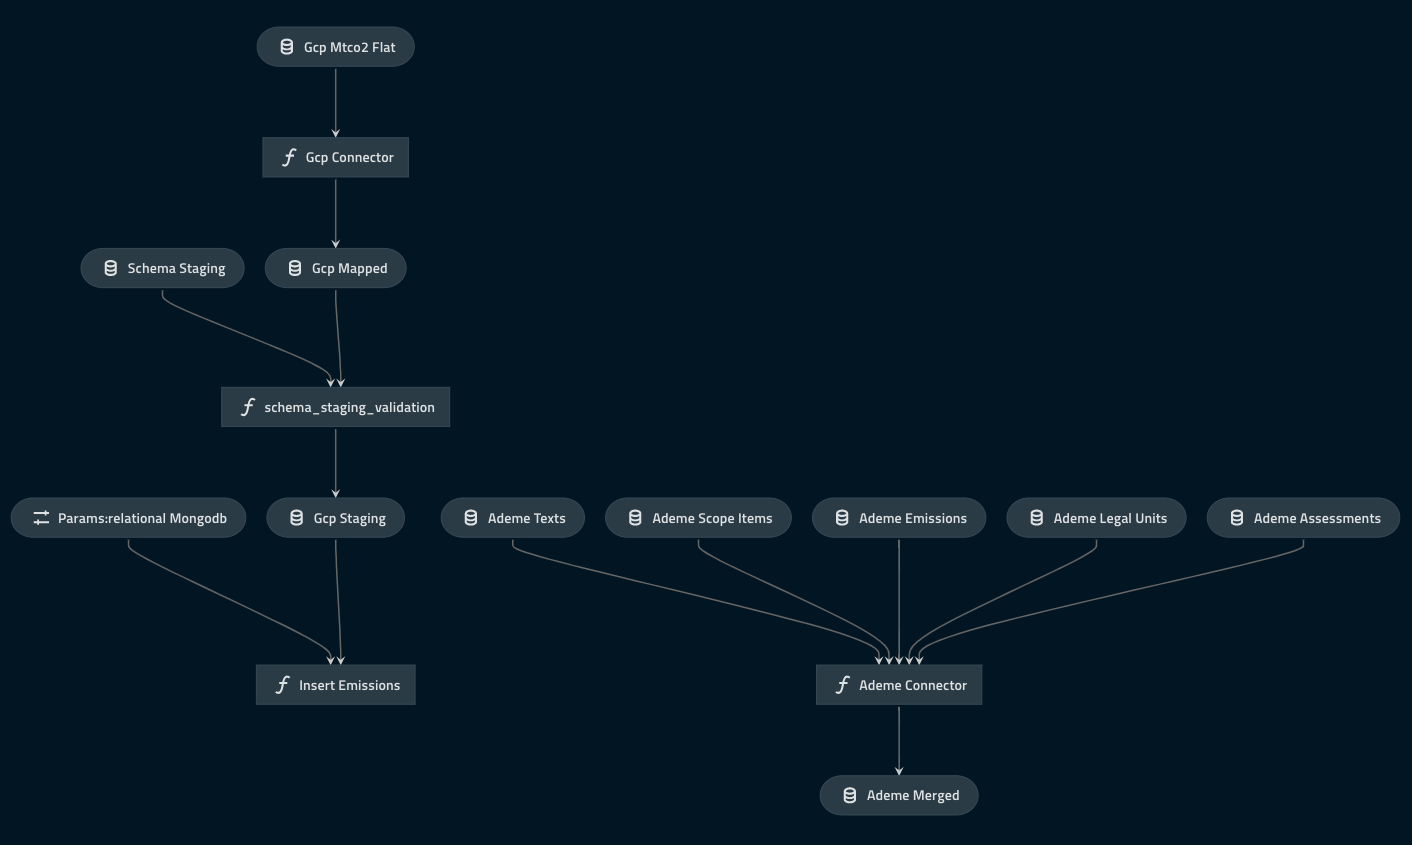 Gcp Mtco2 Flat
Gcp Connector
Schema Staging
Gcp Mapped
schema_staging_validation
Params:relational Mongodb
Gcp Staging
Ademe Texts
Ademe Scope Items
Ademe Emissions
Ademe Legal Units
Ademe Assessments
Insert Emissions
Ademe Connector
Ademe Merged